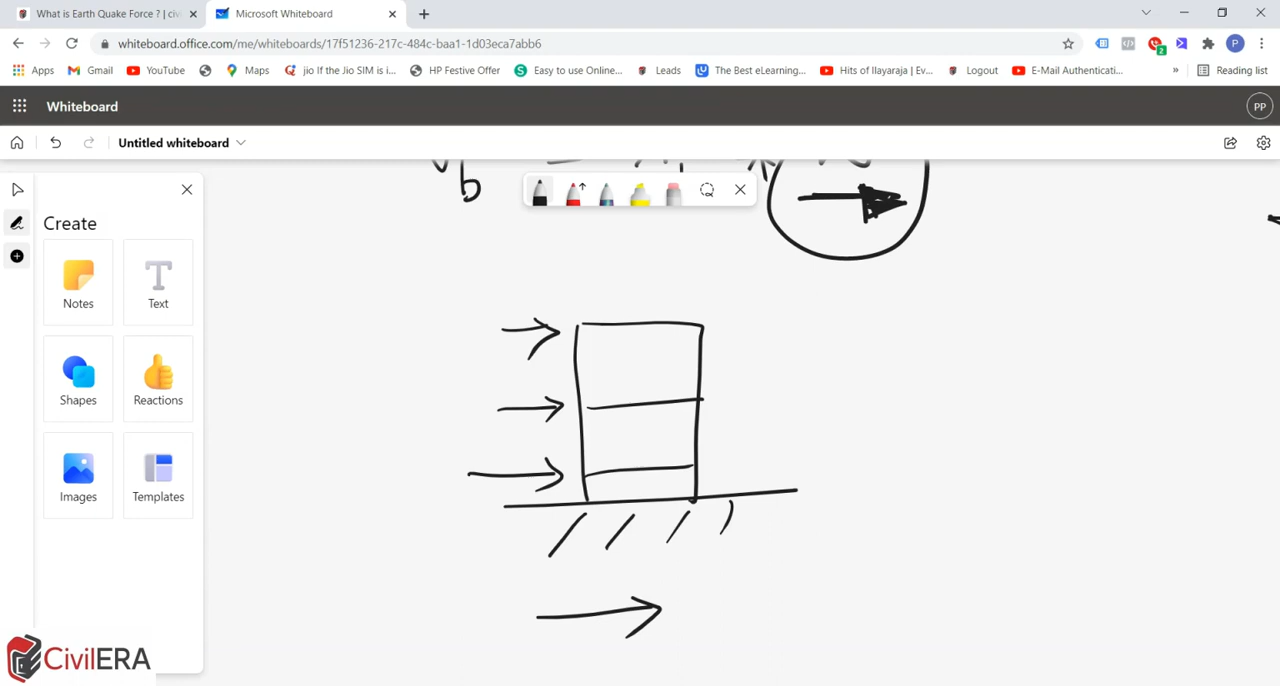 What is Earth Quake Force ? | civi
Microsoft Whiteboard
whiteboard.office.com/me/whiteboards/17f51236-217c-484c-baa1-1d03eca7abb6
2
P
Apps
Gmail
YouTube
Maps
jio If the Jio SIM is i...
HP Festive Offer
Easy to use Online...
Leads
The Best eLearning...
Hits of Ilayaraja | Ev...
Logout
E-Mail Authenticati...
»
Reading list
Whiteboard
PP
Untitled whiteboard
b
Create
Notes
Text
Shapes
Reactions
Images
Templates
CivilERA